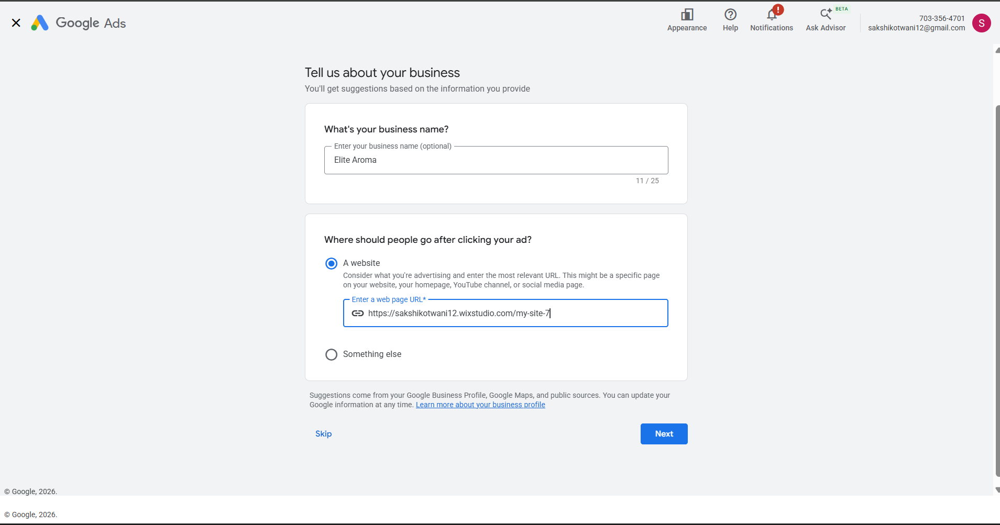 Google Ads
Appearance
Help
Notifications
BETA
Ask Advisor
703-356-4701
sakshikotwani12@gmail.com
S
Tell us about your business
You'll get suggestions based on the information you provide
What's your business name?
Enter your business name (optional)
Elite Aroma
11 / 25
Where should people go after clicking your ad?
A website
Consider what you're advertising and enter the most relevant URL. This might be a specific page
on your website, your homepage, YouTube channel, or social media page.
Enter a web page URL*
https://sakshikotwani12.wixstudio.com/my-site-7
Something else
Suggestions come from your Google Business Profile, Google Maps, and public sources. You can update your
Google information at any time. Learn more about your business profile
Skip
Next
© Google, 2026.
© Google, 2026.